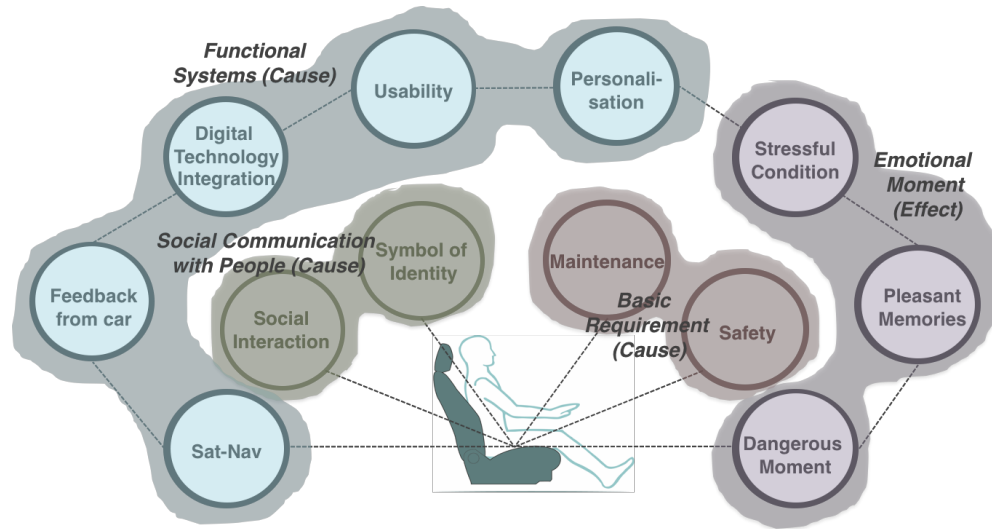 Functional
Systems (Cause)
Usability
Personali-
sation
Digital
Technology
Integration
Stressful
Condition
Emotional
Moment
(Effect)
Social Communication
with People (Cause)
Symbol of
Identity
Maintenance
Feedback
from car
Social
Interaction
Basic
Requirement
(Cause)
Safety
Pleasant
Memories
Sat-Nav
Dangerous
Moment